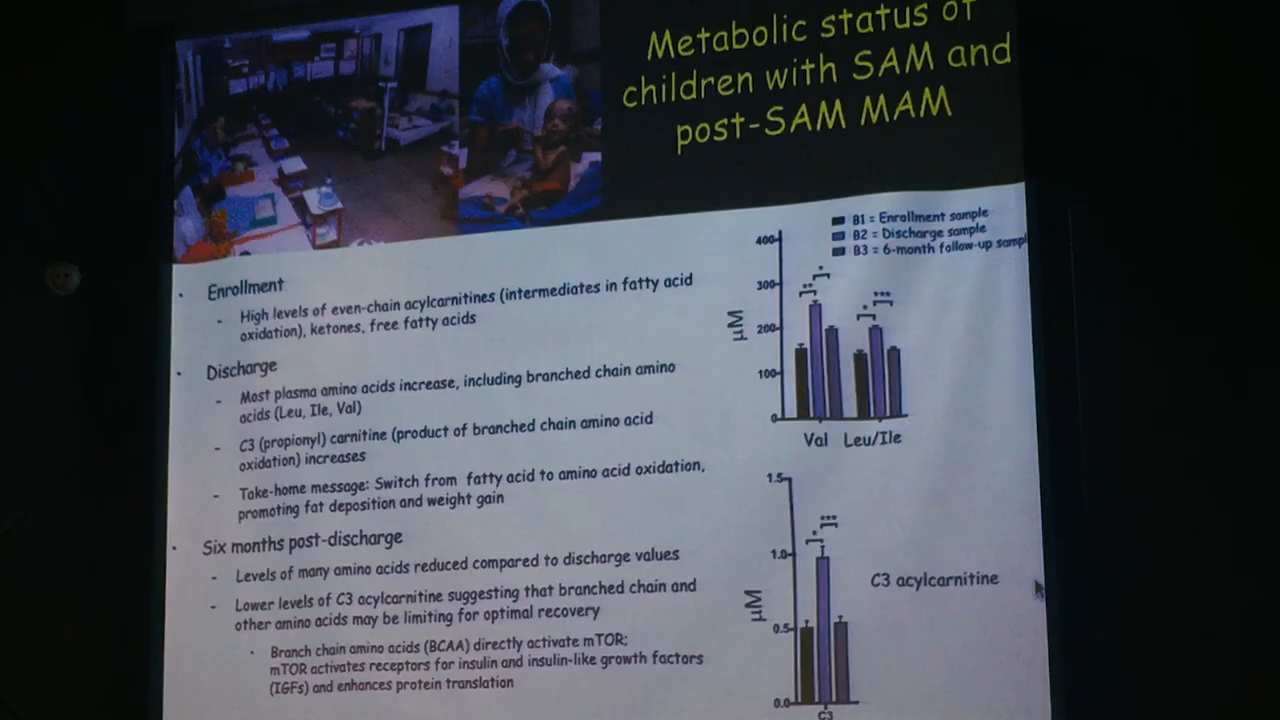 Metabolic status of
children with SAM and
post-SAM MAM
• Enrollment
- High levels of even-chain acylcarnitines (intermediates in fatty acid
oxidation), ketones, free fatty acids
• Discharge
- Most plasma amino acids increase, including branched chain amino
acids (Leu, Ile, Val)
- C3 (propionyl) carnitine (product of branched chain amino acid
oxidation) increases
- Take-home message: Switch from fatty acid to amino acid oxidation,
promoting fat deposition and weight gain
• Six months post-discharge
- Levels of many amino acids reduced compared to discharge values
- Lower levels of C3 acylcarnitine suggesting that branched chain and
other amino acids may be limiting for optimal recovery
• Branch chain amino acids (BCAA) directly activate mTOR;
mTOR activates receptors for insulin and insulin-like growth factors
(IGFs) and enhances protein translation
B1 = Enrollment sample
B2 = Discharge sample
B3 = 6-month follow-up sampl
400
300
200
100
0
µM
** *
* ***
Val Leu/Ile
1.5
1.0
0.5
0.0
µM
* ***
C3 acylcarnitine
C3